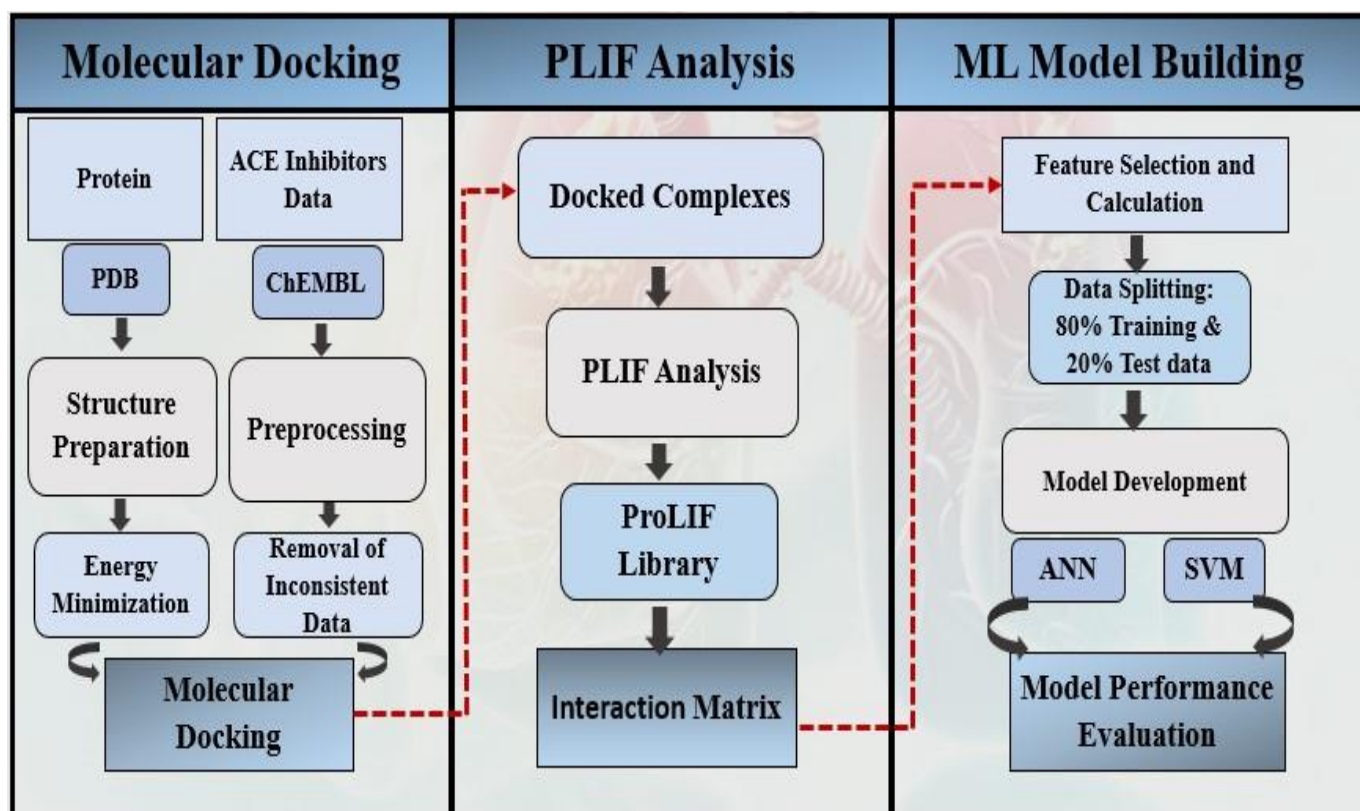 Molecular Docking
Protein
ACE Inhibitors
Data
PDB
ChEMBL
Structure
Preparation
Preprocessing
Energy
Minimization
Removal of
Inconsistent
Data
Molecular
Docking
PLIF Analysis
Docked Complexes
PLIF Analysis
ProLIF
Library
Interaction Matrix
ML Model Building
Feature Selection and
Calculation
Data Splitting:
80% Training &
20% Test data
Model Development
ANN
SVM
Model Performance
Evaluation